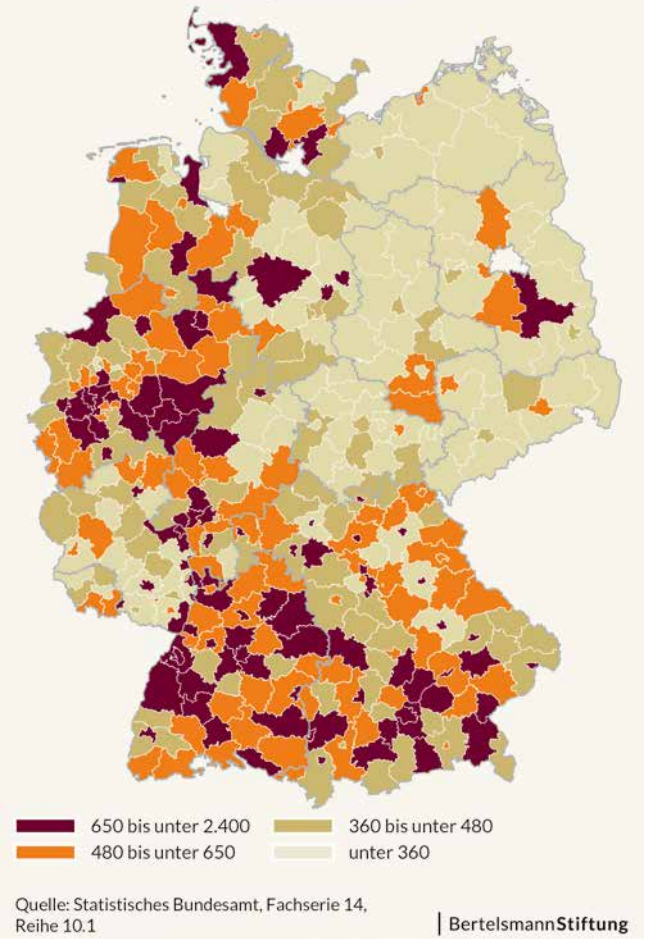 650 bis unter 2.400
360 bis unter 480
480 bis unter 650
unter 360
Quelle: Statistisches Bundesamt, Fachserie 14,
Reihe 10.1
BertelsmannStiftung